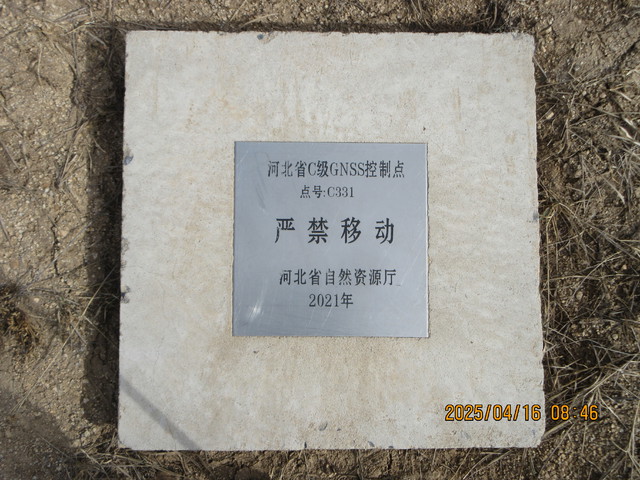 河北省C级GNSS控制点
点号:C331
严禁移动
河北省自然资源厅
2021年
2025/04/16 08:46